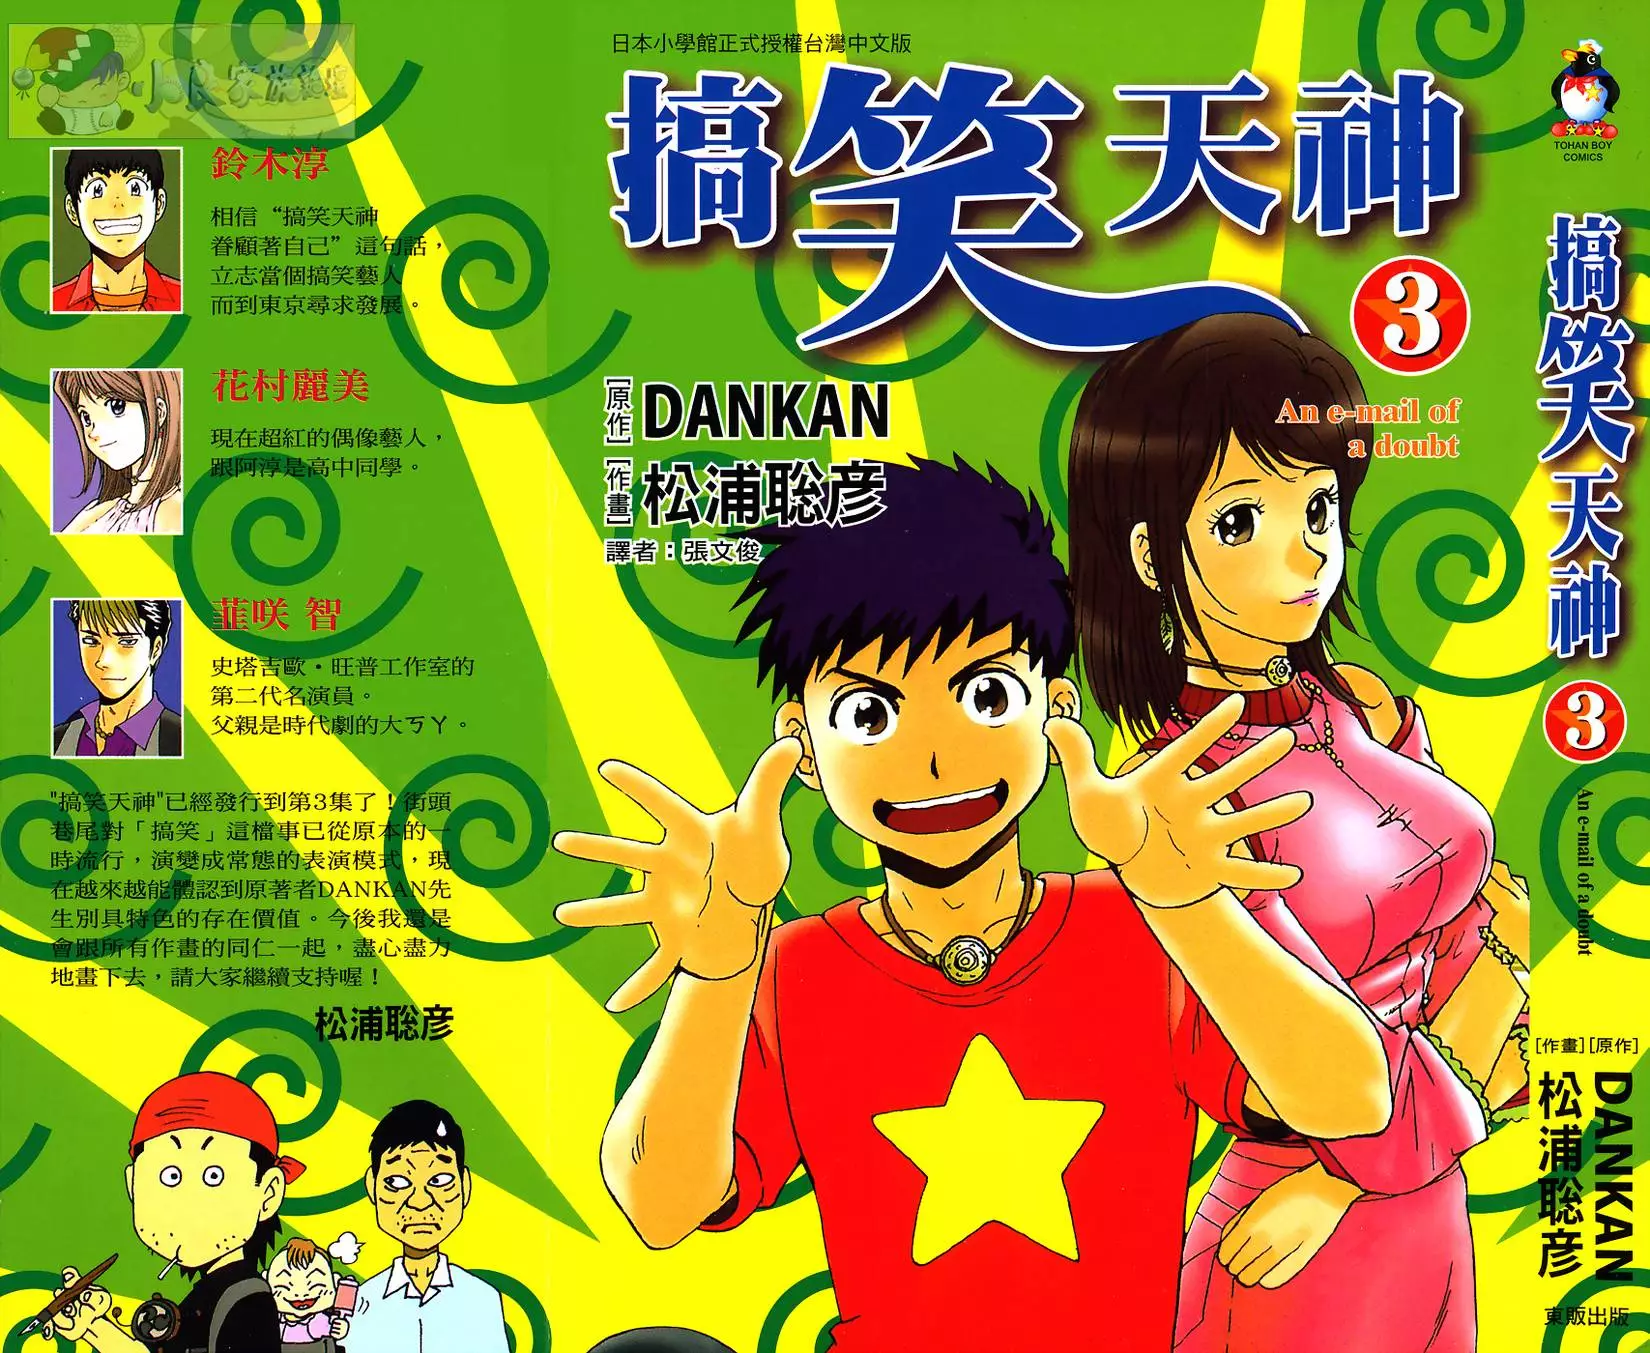 鈴木淳
相信“搞笑天神
眷顧著自己”這句話，
立志當個搞笑藝人
而到東京尋求發展。
花村麗美
現在超紅的偶像藝人，
跟阿淳是高中同學。
韮咲 智
史塔吉歐・旺普工作室的
第二代名演員。
父親是時代劇的大ㄎㄚ。
"搞笑天神"已經發行到第3集了！街頭
巷尾對「搞笑」這檔事已從原本的一
時流行，演變成常態的表演模式，現
在越來越能體認到原著者DANKAN先
生別具特色的存在價值。今後我還是
會跟所有作畫的同仁一起，盡心盡力
地畫下去，請大家繼續支持喔！
松浦聡彦
日本小學館正式授權台灣中文版
搞笑天神
3
An e-mail of
a doubt
[原作] DANKAN
[作畫] 松浦聡彦
譯者：張文俊
TOHAN BOY
COMICS
搞笑天神
3
An e-mail of a doubt
[原作]
DANKAN
[作畫]
松浦聡彦
東販出版